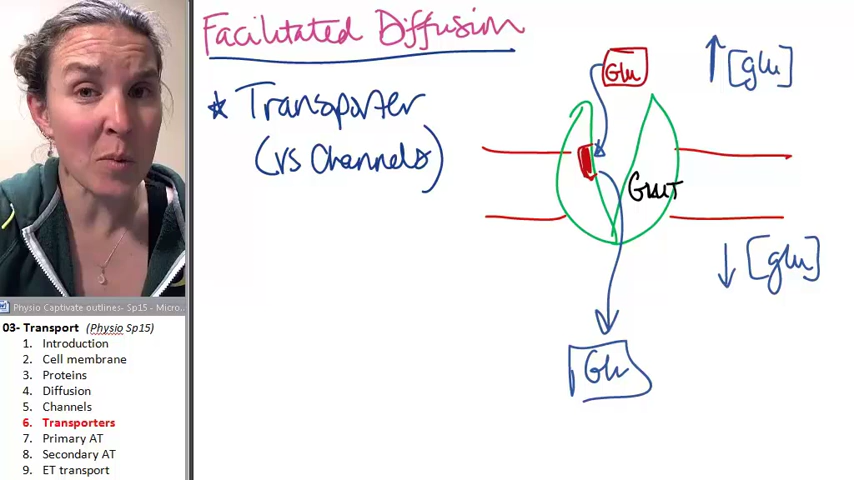 Facilitated Diffusion
* Transporter
(vs Channels)
Glu
↑[glu]
GLUT
↓[glu]
Glu
Physio Captivate outlines- Sp15 - Micro...
03- Transport (Physio Sp15)
1. Introduction
2. Cell membrane
3. Proteins
4. Diffusion
5. Channels
6. Transporters
7. Primary AT
8. Secondary AT
9. ET transport